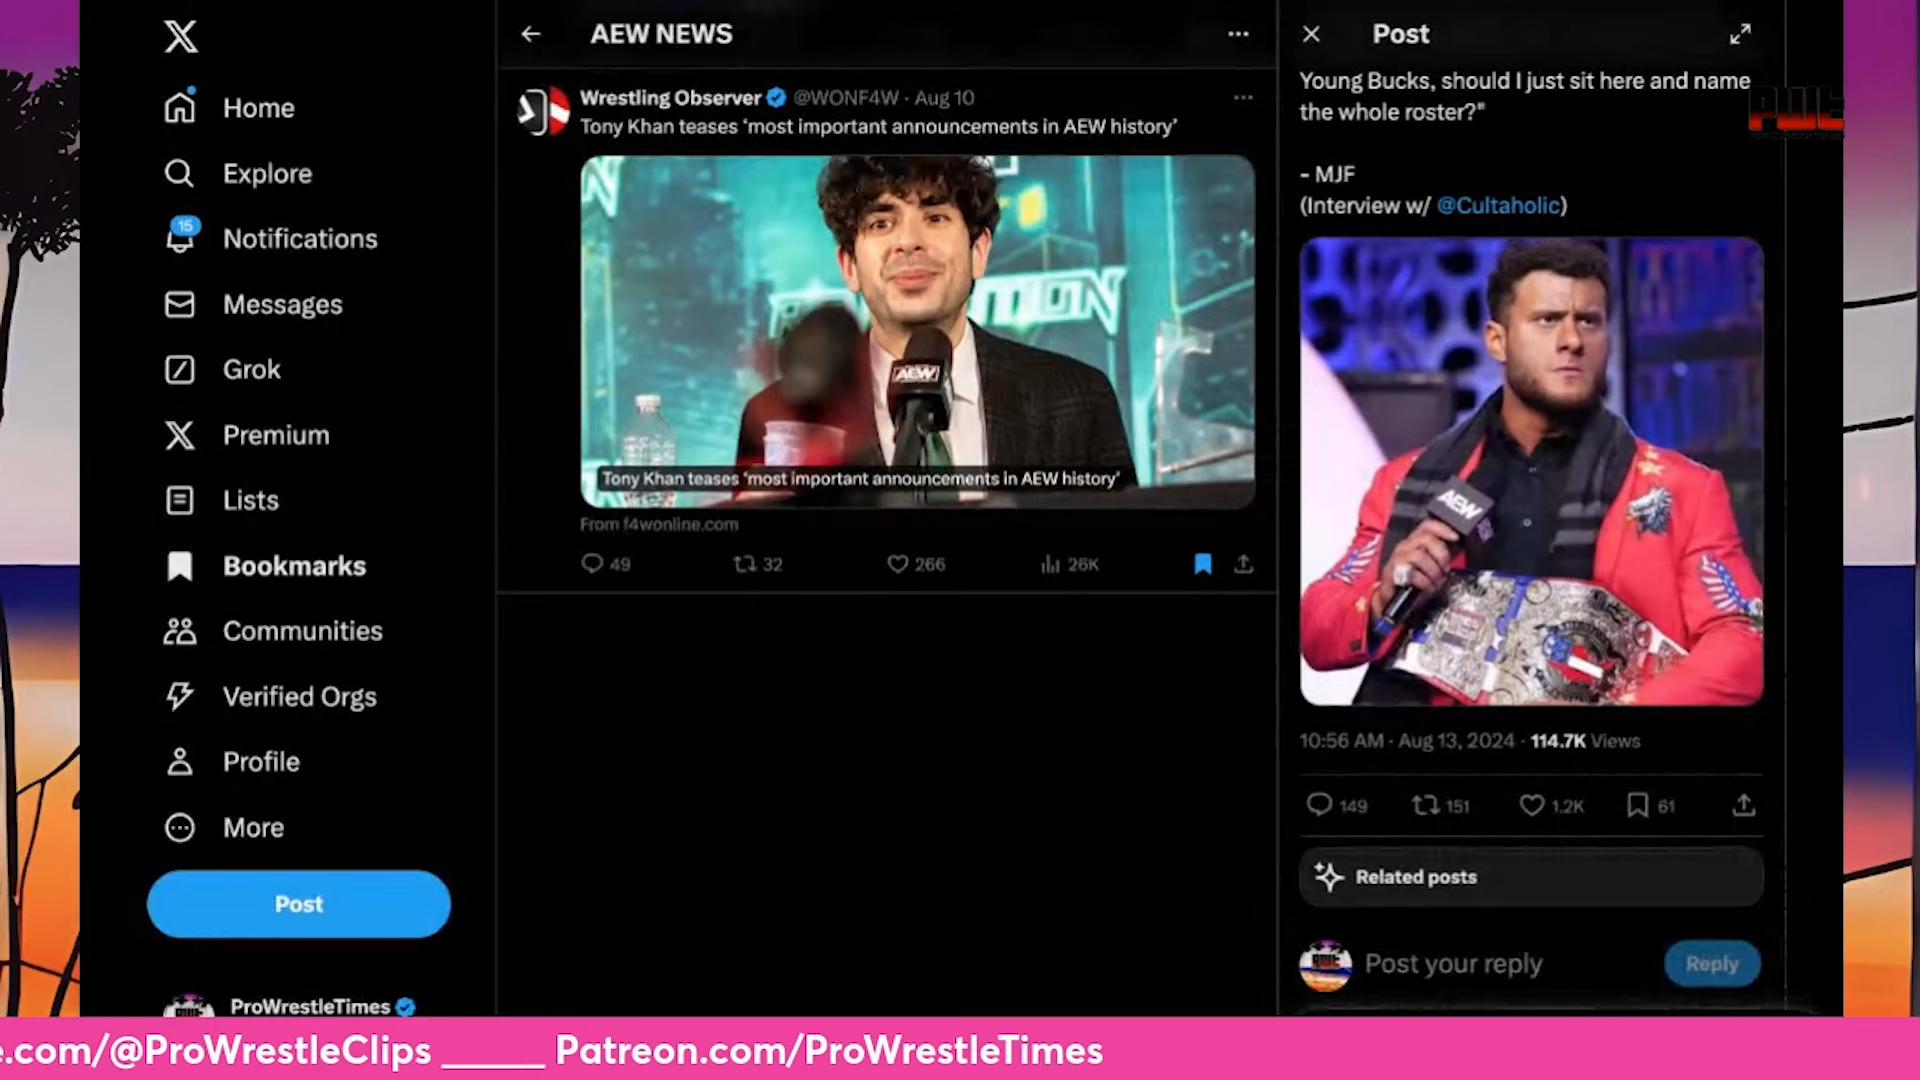 Home
Explore
15
Notifications
Messages
Grok
Premium
Lists
Bookmarks
Communities
Verified Orgs
Profile
More
Post
ProWrestleTimes
AEW NEWS
Wrestling Observer @WONF4W · Aug 10
Tony Khan teases ‘most important announcements in AEW history’
AEW
Tony Khan teases ‘most important announcements in AEW history’
From f4wonline.com
49 32 266 26K
Post
Young Bucks, should I just sit here and name
the whole roster?"
PWT
- MJF
(Interview w/ @Cultaholic)
AEW
10:56 AM · Aug 13, 2024 · 114.7K Views
149 151 1.2K 61
Related posts
Post your reply
Reply
e.com/@ProWrestleClips ______ Patreon.com/ProWrestleTimes